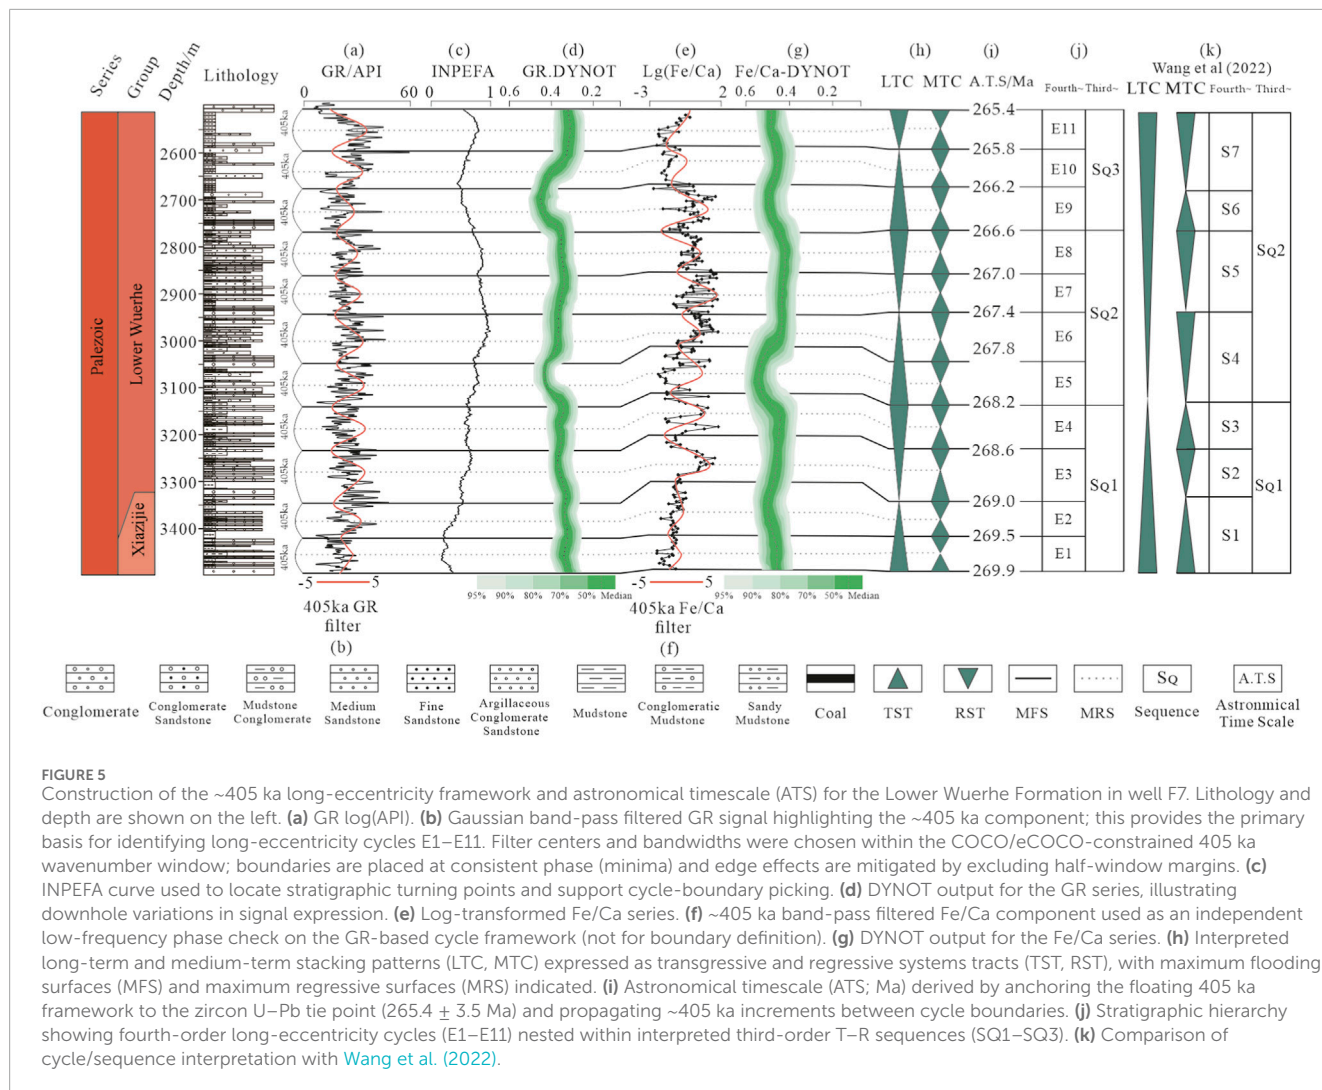 Series
Group
Depth/m
Lithology
(a)
GR/API
0 60
(c)
INPEFA
0 1
(d)
GR.DYNOT
0.6 0.4 0.2
(e)
Lg(Fe/Ca)
-3 2
(g)
Fe/Ca-DYNOT
0.6 0.4 0.2
(h)
LTC MTC
(i)
A.T.S/Ma
(j)
Fourth~ Third~
(k)
Wang et al (2022)
LTC MTC Fourth~ Third~
Palezoic
Lower Wuerhe
Xiazijie
2600
2700
2800
2900
3000
3100
3200
3300
3400
405ka
405ka
405ka
405ka
405ka
405ka
405ka
405ka
405ka
405ka
405ka
265.4
265.8
266.2
266.6
267.0
267.4
267.8
268.2
268.6
269.0
269.5
269.9
E11
E10
E9
E8
E7
E6
E5
E4
E3
E2
E1
SQ3
SQ2
SQ1
S7
S6
S5
S4
S3
S2
S1
SQ2
SQ1
-5 5
405ka GR
filter
(b)
95% 90% 80% 70% 50% Median
-5 5
405ka Fe/Ca
filter
(f)
95% 90% 80% 70% 50% Median
Conglomerate
Conglomerate
Sandstone
Mudstone
Conglomerate
Medium
Sandstone
Fine
Sandstone
Argillaceous
Conglomerate
Sandstone
Mudstone
Conglomeratic
Mudstone
Sandy
Mudstone
Coal
TST
RST
MFS
MRS
SQ
Sequence
A.T.S
Astronmical
Time Scale
FIGURE 5
Construction of the ~405 ka long-eccentricity framework and astronomical timescale (ATS) for the Lower Wuerhe Formation in well F7. Lithology and
depth are shown on the left. (a) GR log(API). (b) Gaussian band-pass filtered GR signal highlighting the ~405 ka component; this provides the primary
basis for identifying long-eccentricity cycles E1–E11. Filter centers and bandwidths were chosen within the COCO/eCOCO-constrained 405 ka
wavenumber window; boundaries are placed at consistent phase (minima) and edge effects are mitigated by excluding half-window margins. (c)
INPEFA curve used to locate stratigraphic turning points and support cycle-boundary picking. (d) DYNOT output for the GR series, illustrating
downhole variations in signal expression. (e) Log-transformed Fe/Ca series. (f) ~405 ka band-pass filtered Fe/Ca component used as an independent
low-frequency phase check on the GR-based cycle framework (not for boundary definition). (g) DYNOT output for the Fe/Ca series. (h) Interpreted
long-term and medium-term stacking patterns (LTC, MTC) expressed as transgressive and regressive systems tracts (TST, RST), with maximum flooding
surfaces (MFS) and maximum regressive surfaces (MRS) indicated. (i) Astronomical timescale (ATS; Ma) derived by anchoring the floating 405 ka
framework to the zircon U–Pb tie point (265.4 ± 3.5 Ma) and propagating ~405 ka increments between cycle boundaries. (j) Stratigraphic hierarchy
showing fourth-order long-eccentricity cycles (E1–E11) nested within interpreted third-order T–R sequences (SQ1–SQ3). (k) Comparison of
cycle/sequence interpretation with Wang et al. (2022).